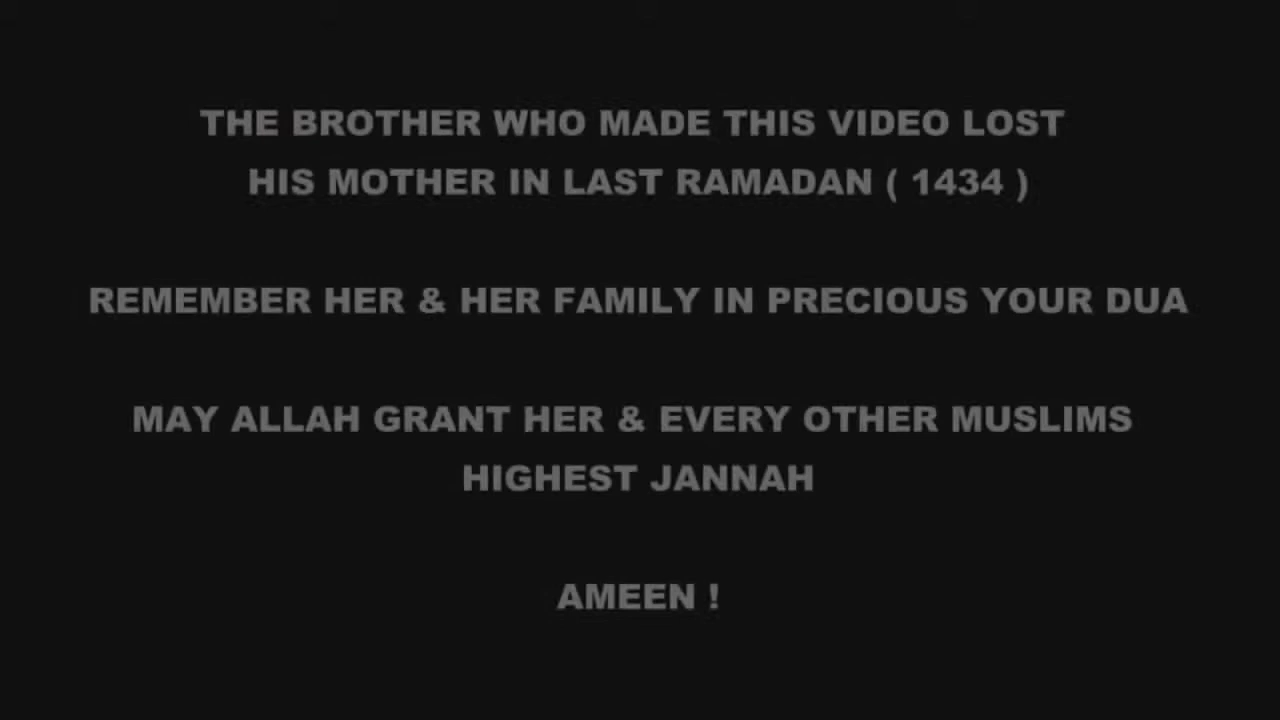 THE BROTHER WHO MADE THIS VIDEO LOST
HIS MOTHER IN LAST RAMADAN ( 1434 )
REMEMBER HER & HER FAMILY IN PRECIOUS YOUR DUA
MAY ALLAH GRANT HER & EVERY OTHER MUSLIMS
HIGHEST JANNAH
AMEEN !